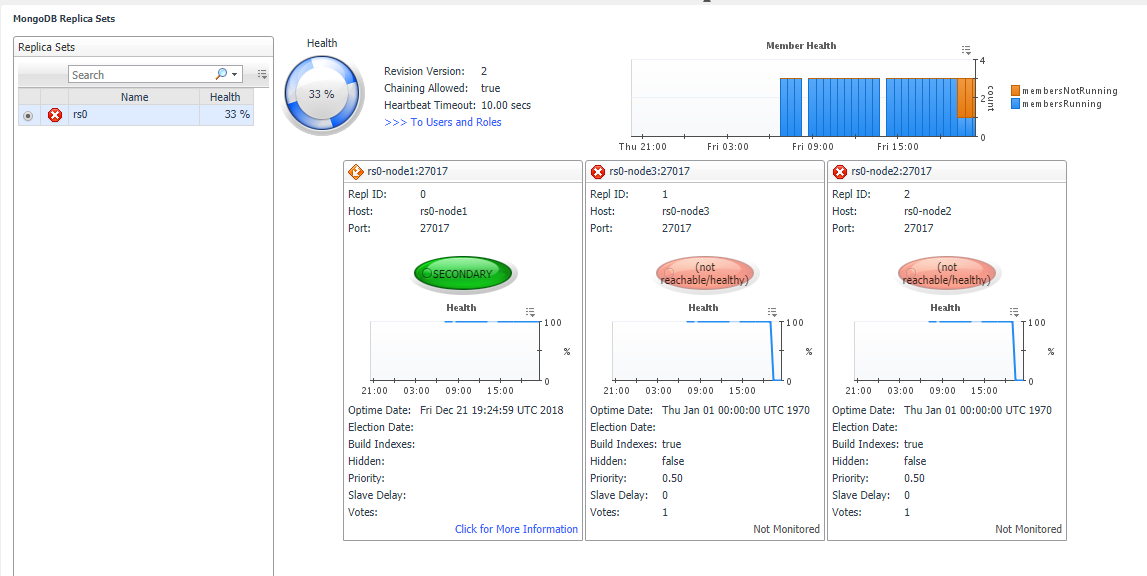 MongoDB Replica Sets
Replica Sets
Search
Name Health
rs0 33 %
Health
33 %
Revision Version: 2
Chaining Allowed: true
Heartbeat Timeout: 10.00 secs
>>> To Users and Roles
Member Health
4
2
0
count
Thu 21:00 Fri 03:00 Fri 09:00 Fri 15:00
membersNotRunning
membersRunning
rs0-node1:27017
Repl ID: 0
Host: rs0-node1
Port: 27017
SECONDARY
Health
100
%
0
21:00 03:00 09:00 15:00
Optime Date: Fri Dec 21 19:24:59 UTC 2018
Election Date:
Build Indexes:
Hidden:
Priority:
Slave Delay:
Votes:
Click for More Information
rs0-node3:27017
Repl ID: 1
Host: rs0-node3
Port: 27017
(not
reachable/healthy)
Health
100
%
0
21:00 03:00 09:00 15:00
Optime Date: Thu Jan 01 00:00:00 UTC 1970
Election Date:
Build Indexes: true
Hidden: false
Priority: 0.50
Slave Delay: 0
Votes: 1
Not Monitored
rs0-node2:27017
Repl ID: 2
Host: rs0-node2
Port: 27017
(not
reachable/healthy)
Health
100
%
0
21:00 03:00 09:00 15:00
Optime Date: Thu Jan 01 00:00:00 UTC 1970
Election Date:
Build Indexes: true
Hidden: false
Priority: 0.50
Slave Delay: 0
Votes: 1
Not Monitored